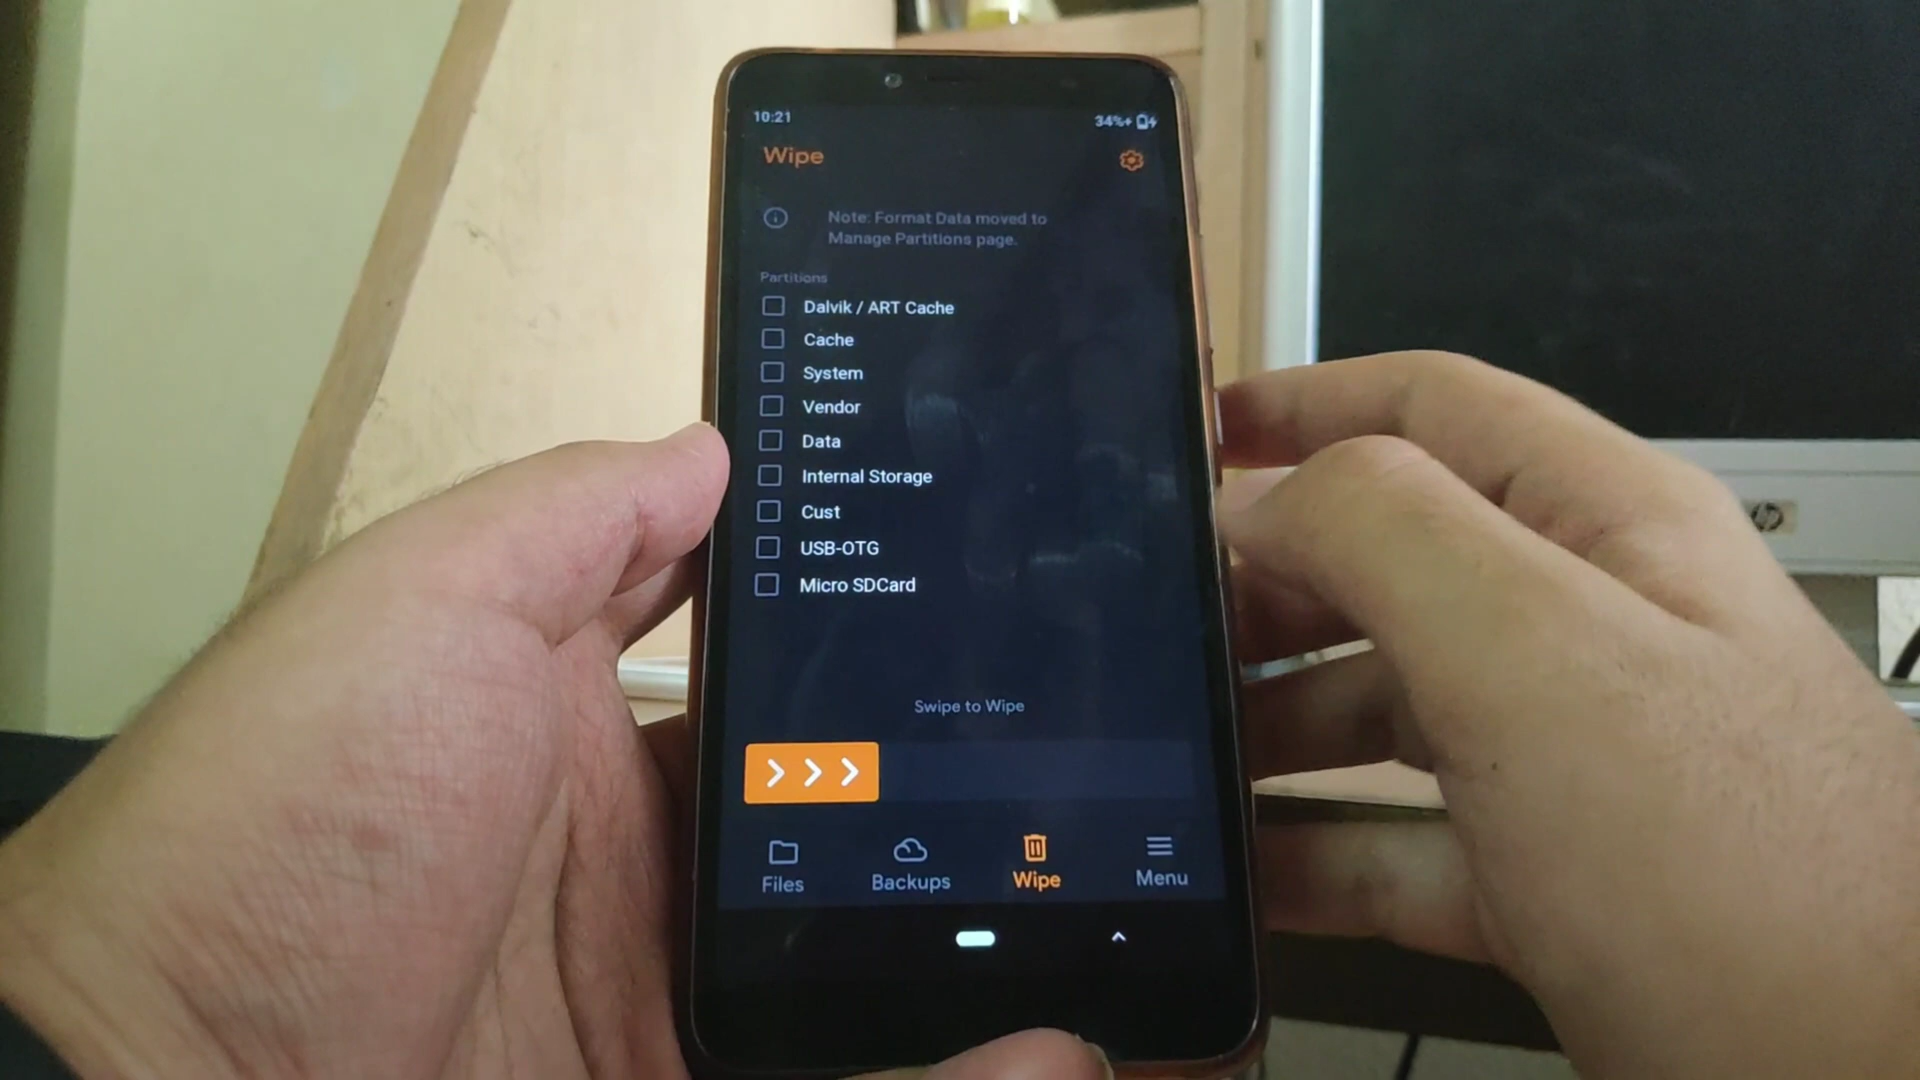 10:21
34%+
Wipe
Note: Format Data moved to
Manage Partitions page.
Partitions
Dalvik / ART Cache
Cache
System
Vendor
Data
Internal Storage
Cust
USB-OTG
Micro SDCard
Swipe to Wipe
Files
Backups
Wipe
Menu
hp